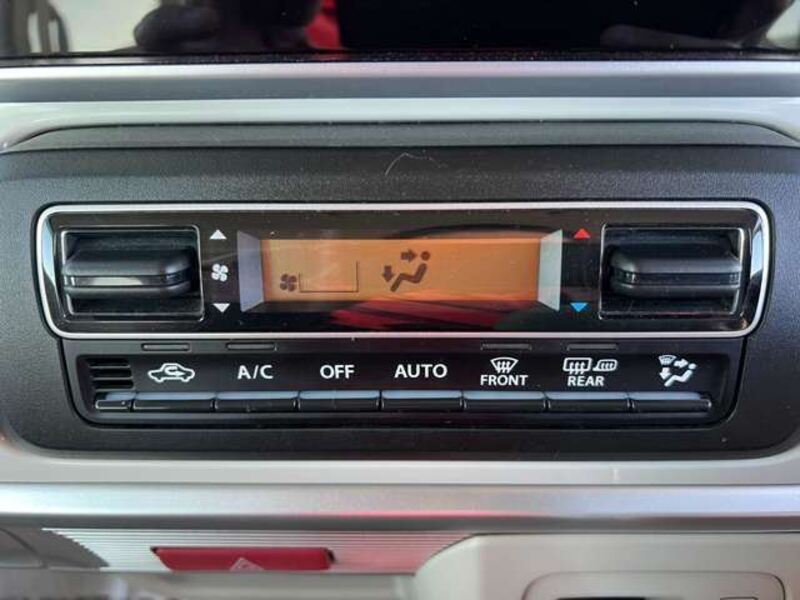 A/C OFF AUTO FRONT REAR